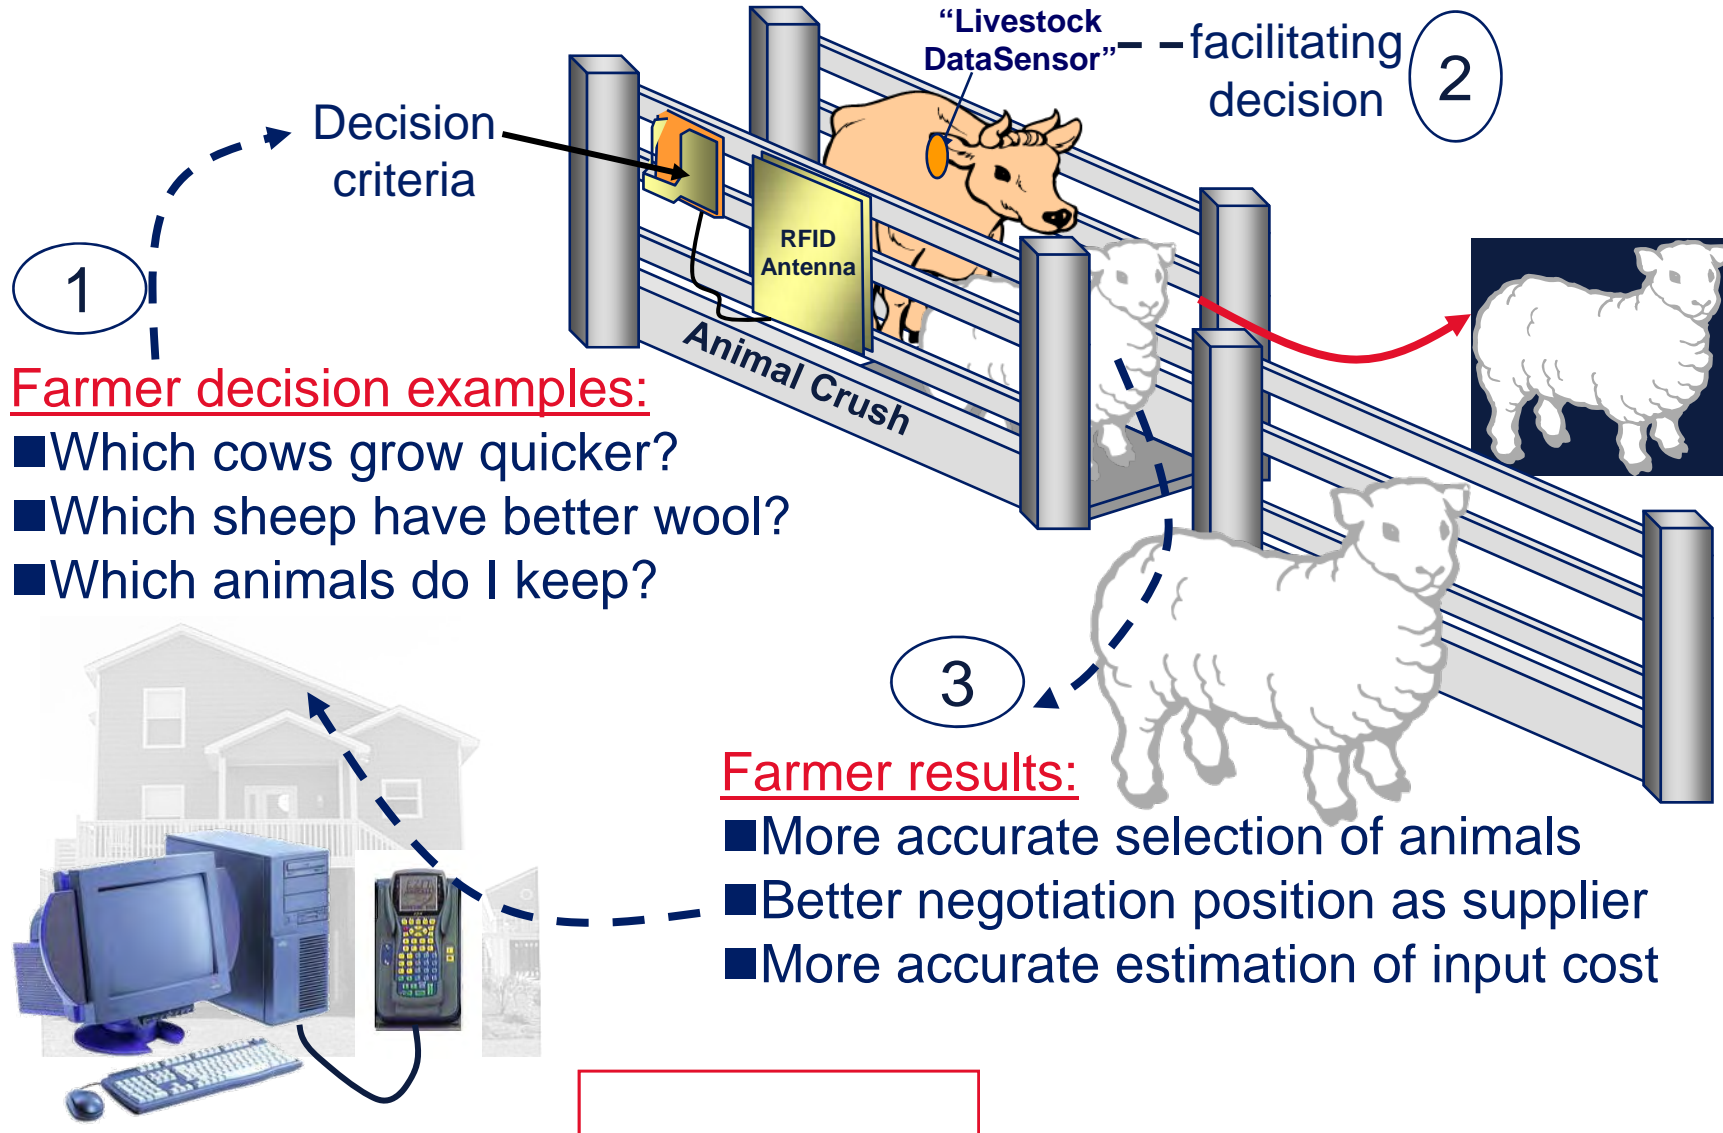 “Livestock
DataSensor”
facilitating
decision
2
Decision
criteria
RFID
Antenna
1
Animal Crush
Farmer decision examples:
■Which cows grow quicker?
■Which sheep have better wool?
■Which animals do I keep?
3
Farmer results:
■More accurate selection of animals
■Better negotiation position as supplier
■More accurate estimation of input cost